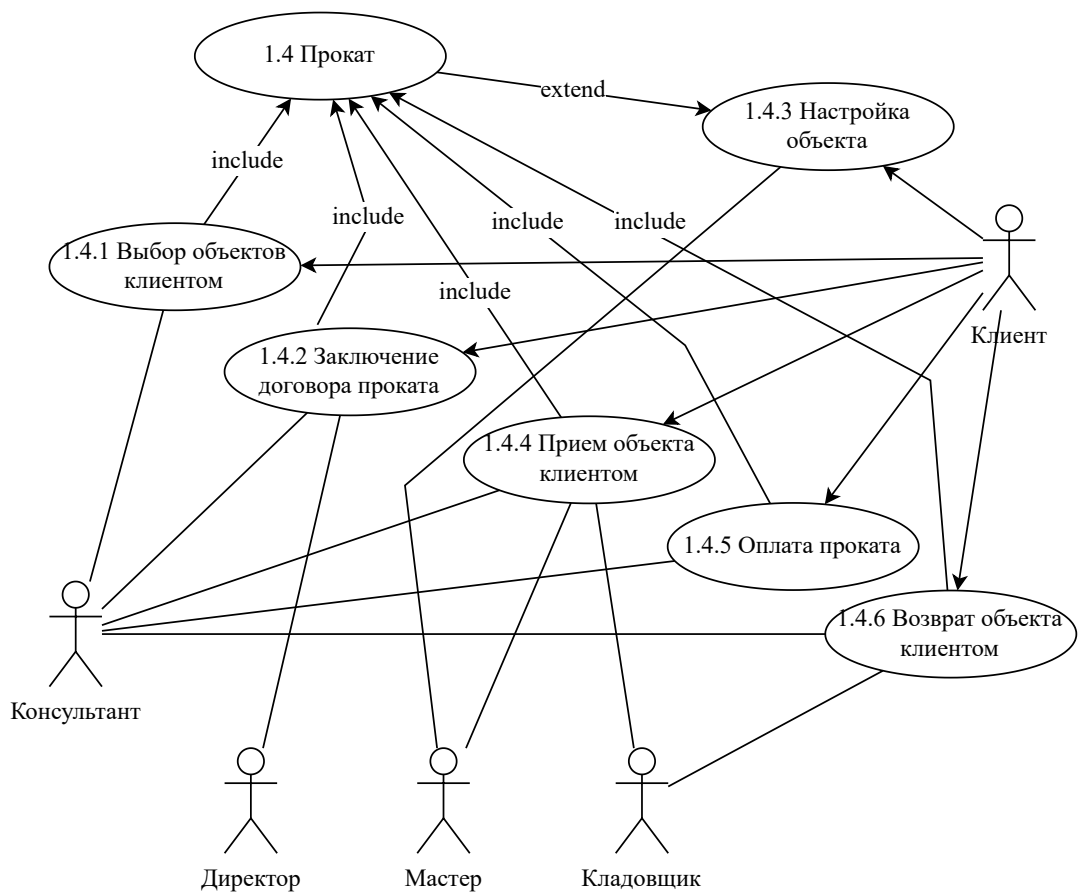 1.4 Прокат
extend
1.4.3 Настройка
объекта
include
include
include
include
1.4.1 Выбор объектов
клиентом
include
Клиент
1.4.2 Заключение
договора проката
1.4.4 Прием объекта
клиентом
1.4.5 Оплата проката
1.4.6 Возврат объекта
клиентом
Консультант
Директор
Мастер
Кладовщик